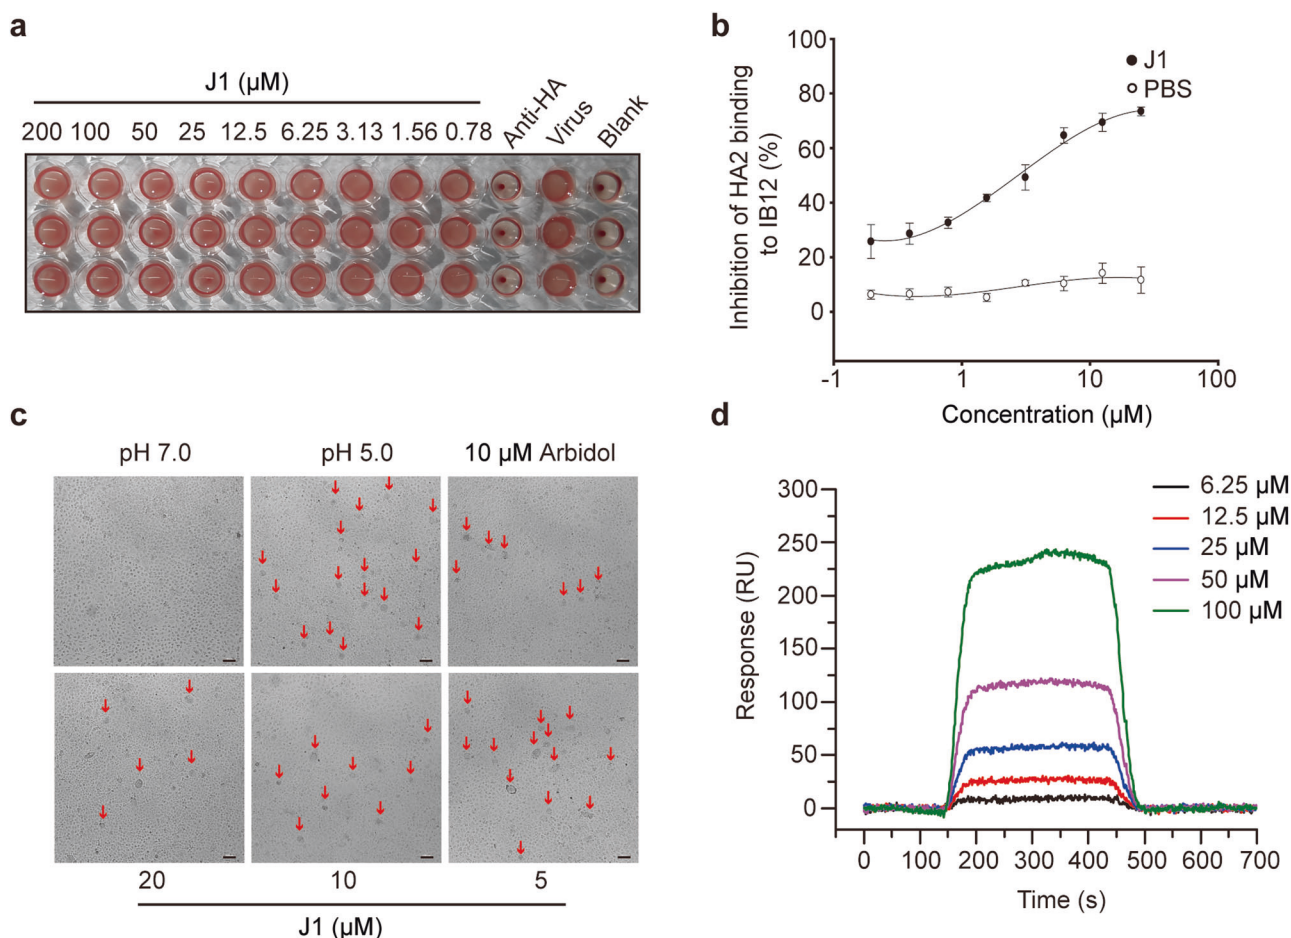 a
J1 (µM)
200 100 50 25 12.5 6.25 3.13 1.56 0.78 Anti-HA Virus Blank
b
Inhibition of HA2 binding
to IB12 (%)
100
80
60
40
20
0
-1 1 10 100
Concentration (µM)
J1
PBS
c
pH 7.0 pH 5.0 10 µM Arbidol
20 10 5
J1 (µM)
d
Response (RU)
300
250
200
150
100
50
0
0 100 200 300 400 500 600 700
Time (s)
6.25 µM
12.5 µM
25 µM
50 µM
100 µM